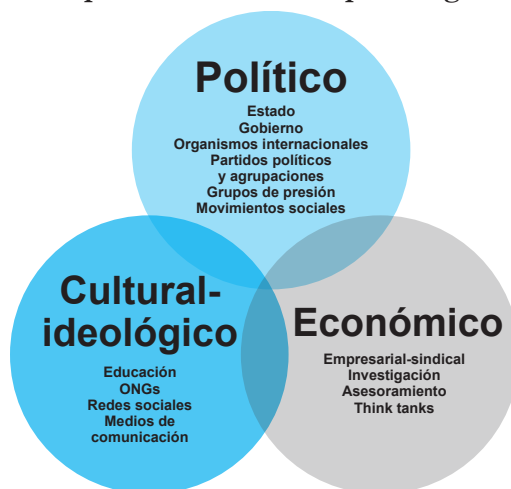 Político
Estado
Gobierno
Organismos internacionales
Partidos políticos
y agrupaciones
Grupos de presión
Movimientos sociales
Cultural-
ideológico
Educación
ONGs
Redes sociales
Medios de
comunicación
Económico
Empresarial-sindical
Investigación
Asesoramiento
Think tanks